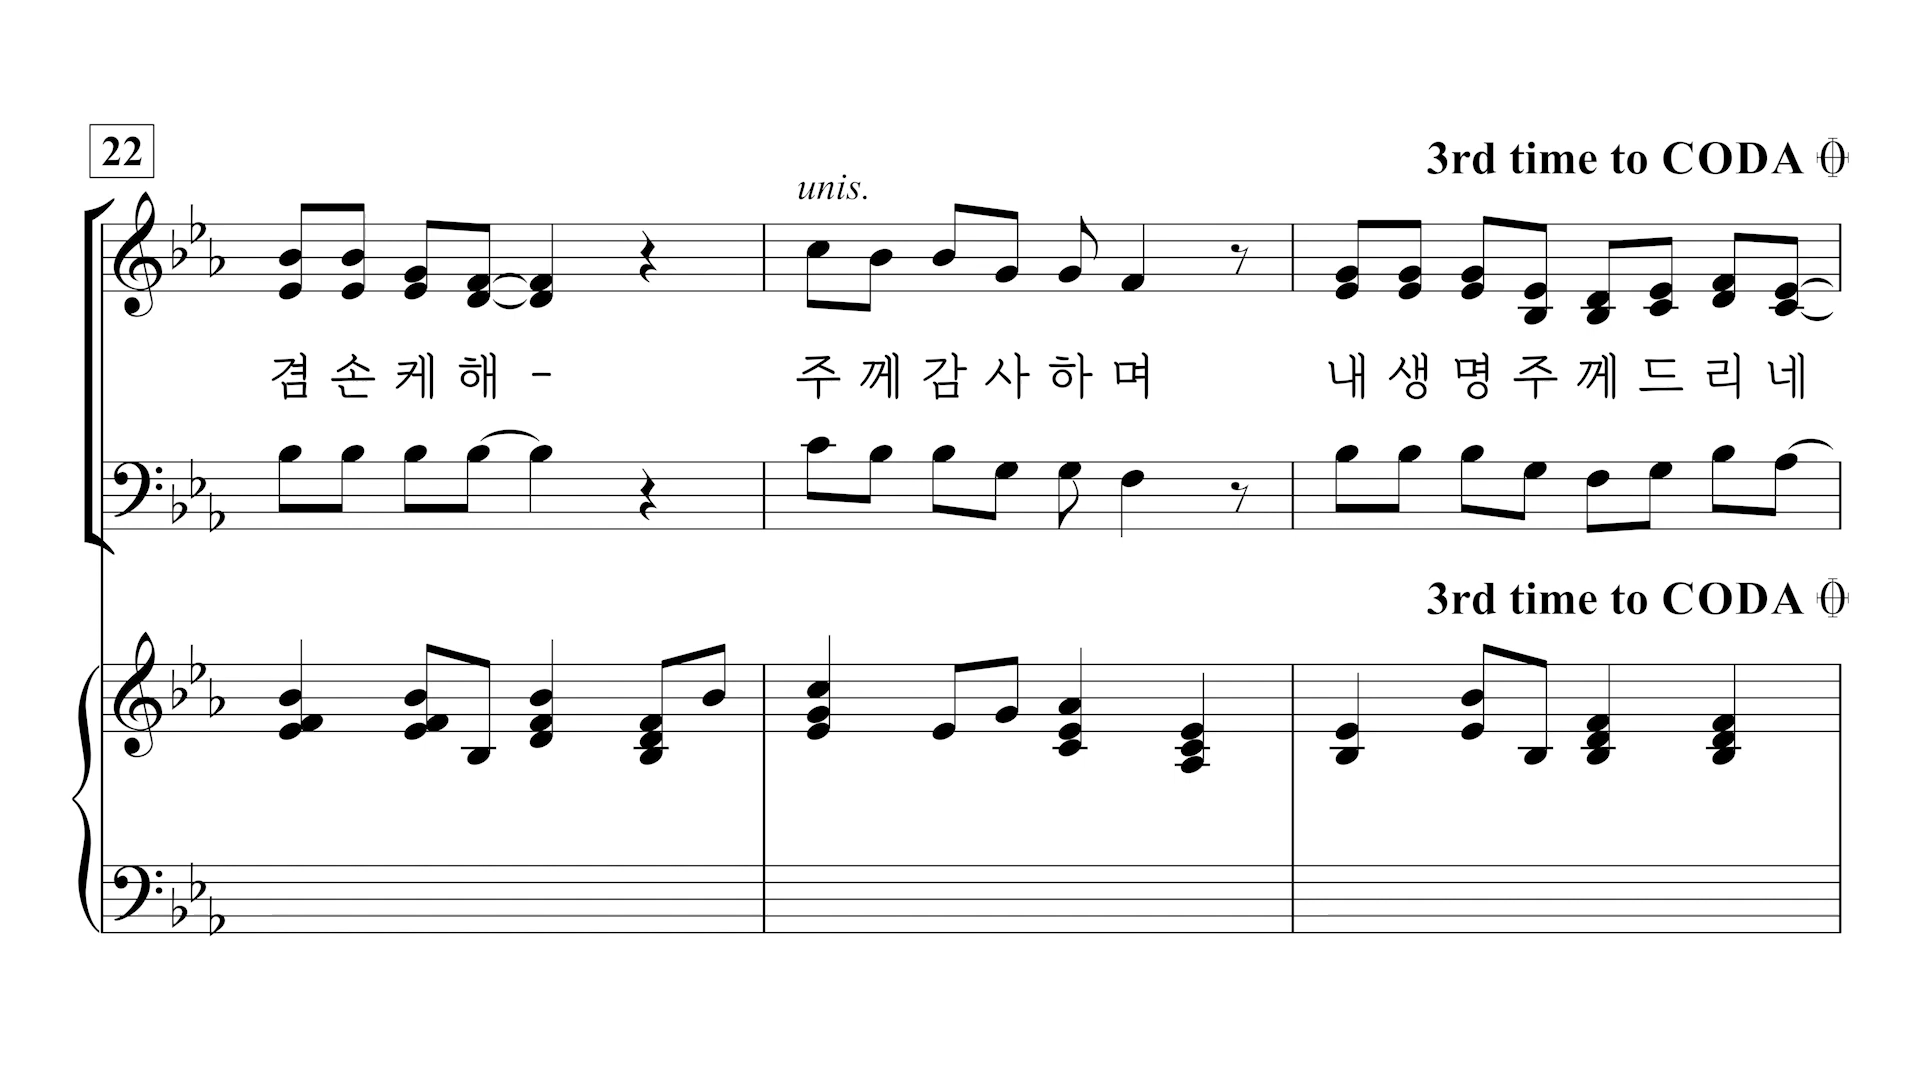 22
3rd time to CODA
unis.
겸 손 케 해 - 주 께 감 사 하 며 내 생 명 주 께 드 리 네
3rd time to CODA